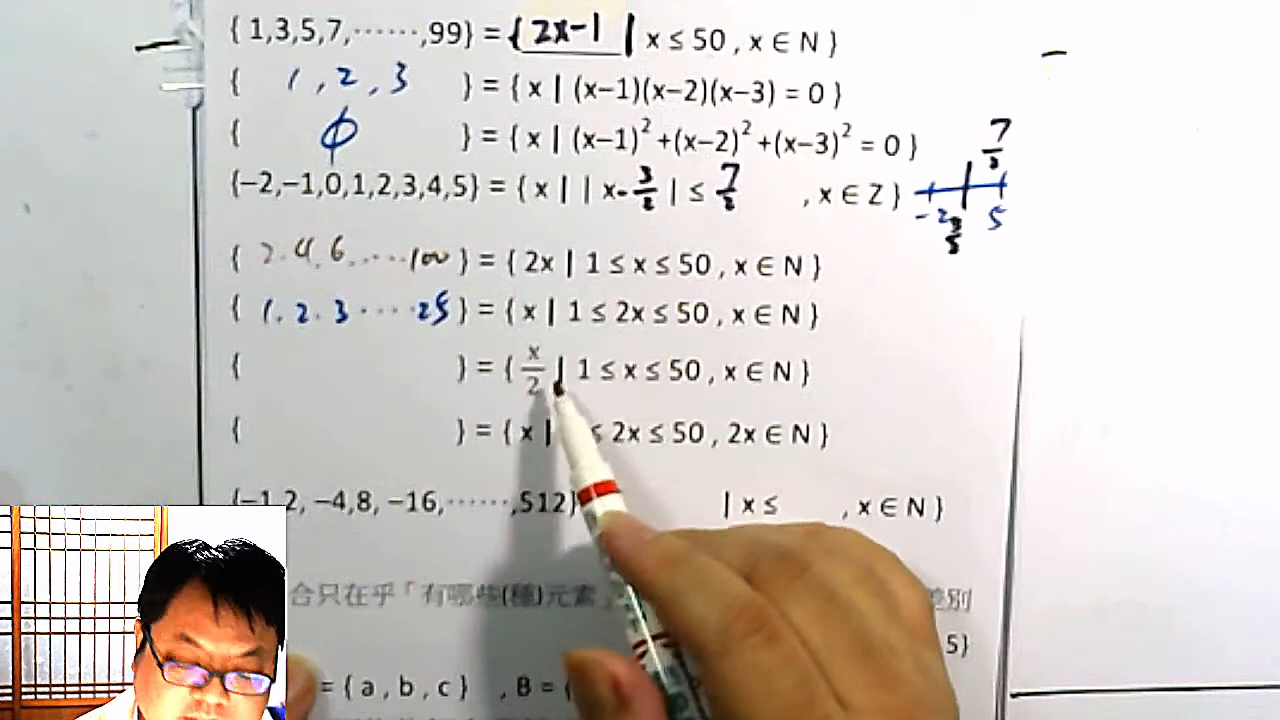 { 1,3,5,7,⋯⋯,99} = { 2x-1 | x ≤ 50 , x ∈ N }
{ 1 , 2 , 3 } = { x | (x−1)(x−2)(x−3) = 0 }
{ ϕ } = { x | (x−1)² +(x−2)² +(x−3)² = 0 }
{−2,−1,0,1,2,3,4,5} = { x | | x - 3/2 | ≤ 7/2 , x ∈ Z }
-2 5
{ 2.4.6.⋯100 } = { 2x | 1 ≤ x ≤ 50 , x ∈ N }
{ 1.2.3⋯25 } = { x | 1 ≤ 2x ≤ 50 , x ∈ N }
{ } = { x/2 | 1 ≤ x ≤ 50 , x ∈ N }
{ } = { x | ≤ 2x ≤ 50 , 2x ∈ N }
{−1,2, −4,8, −16,⋯⋯,512} | x ≤ , x ∈ N }
合只在乎「有哪些(種)元素」 差別
5}
= { a , b , c } , B = {